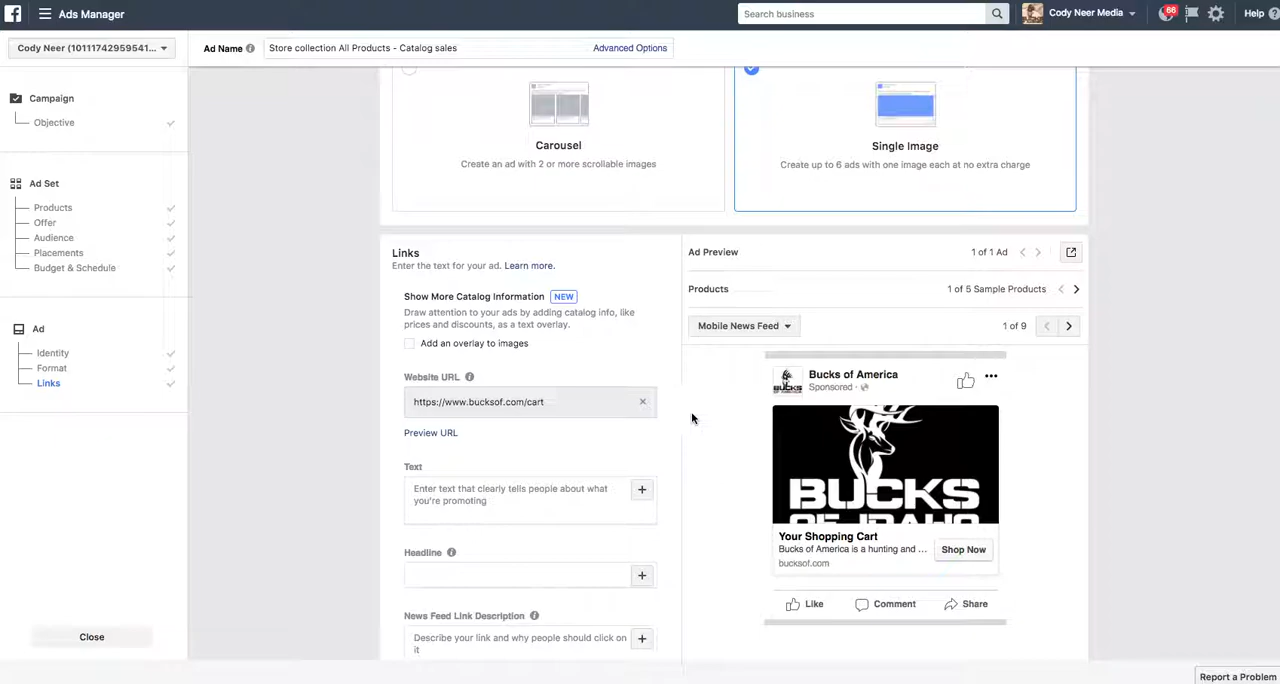 Ads Manager
Search business
Cody Neer Media
66
Help
Cody Neer (10111742959541...
Ad Name
Store collection All Products - Catalog sales
Advanced Options
Campaign
Objective
Ad Set
Products
Offer
Audience
Placements
Budget & Schedule
Ad
Identity
Format
Links
Close
Carousel
Create an ad with 2 or more scrollable images
Single Image
Create up to 6 ads with one image each at no extra charge
Links
Enter the text for your ad. Learn more.
Show More Catalog Information NEW
Draw attention to your ads by adding catalog info, like
prices and discounts, as a text overlay.
Add an overlay to images
Website URL
https://www.bucksof.com/cart
Preview URL
Text
Enter text that clearly tells people about what
you're promoting
Headline
News Feed Link Description
Describe your link and why people should click on
it
Ad Preview
1 of 1 Ad
Products
1 of 5 Sample Products
Mobile News Feed
1 of 9
BUCKS
Bucks of America
Sponsored
BUCKS
OF IDAHO
Your Shopping Cart
Bucks of America is a hunting and ...
bucksof.com
Shop Now
Like
Comment
Share
Report a Problem